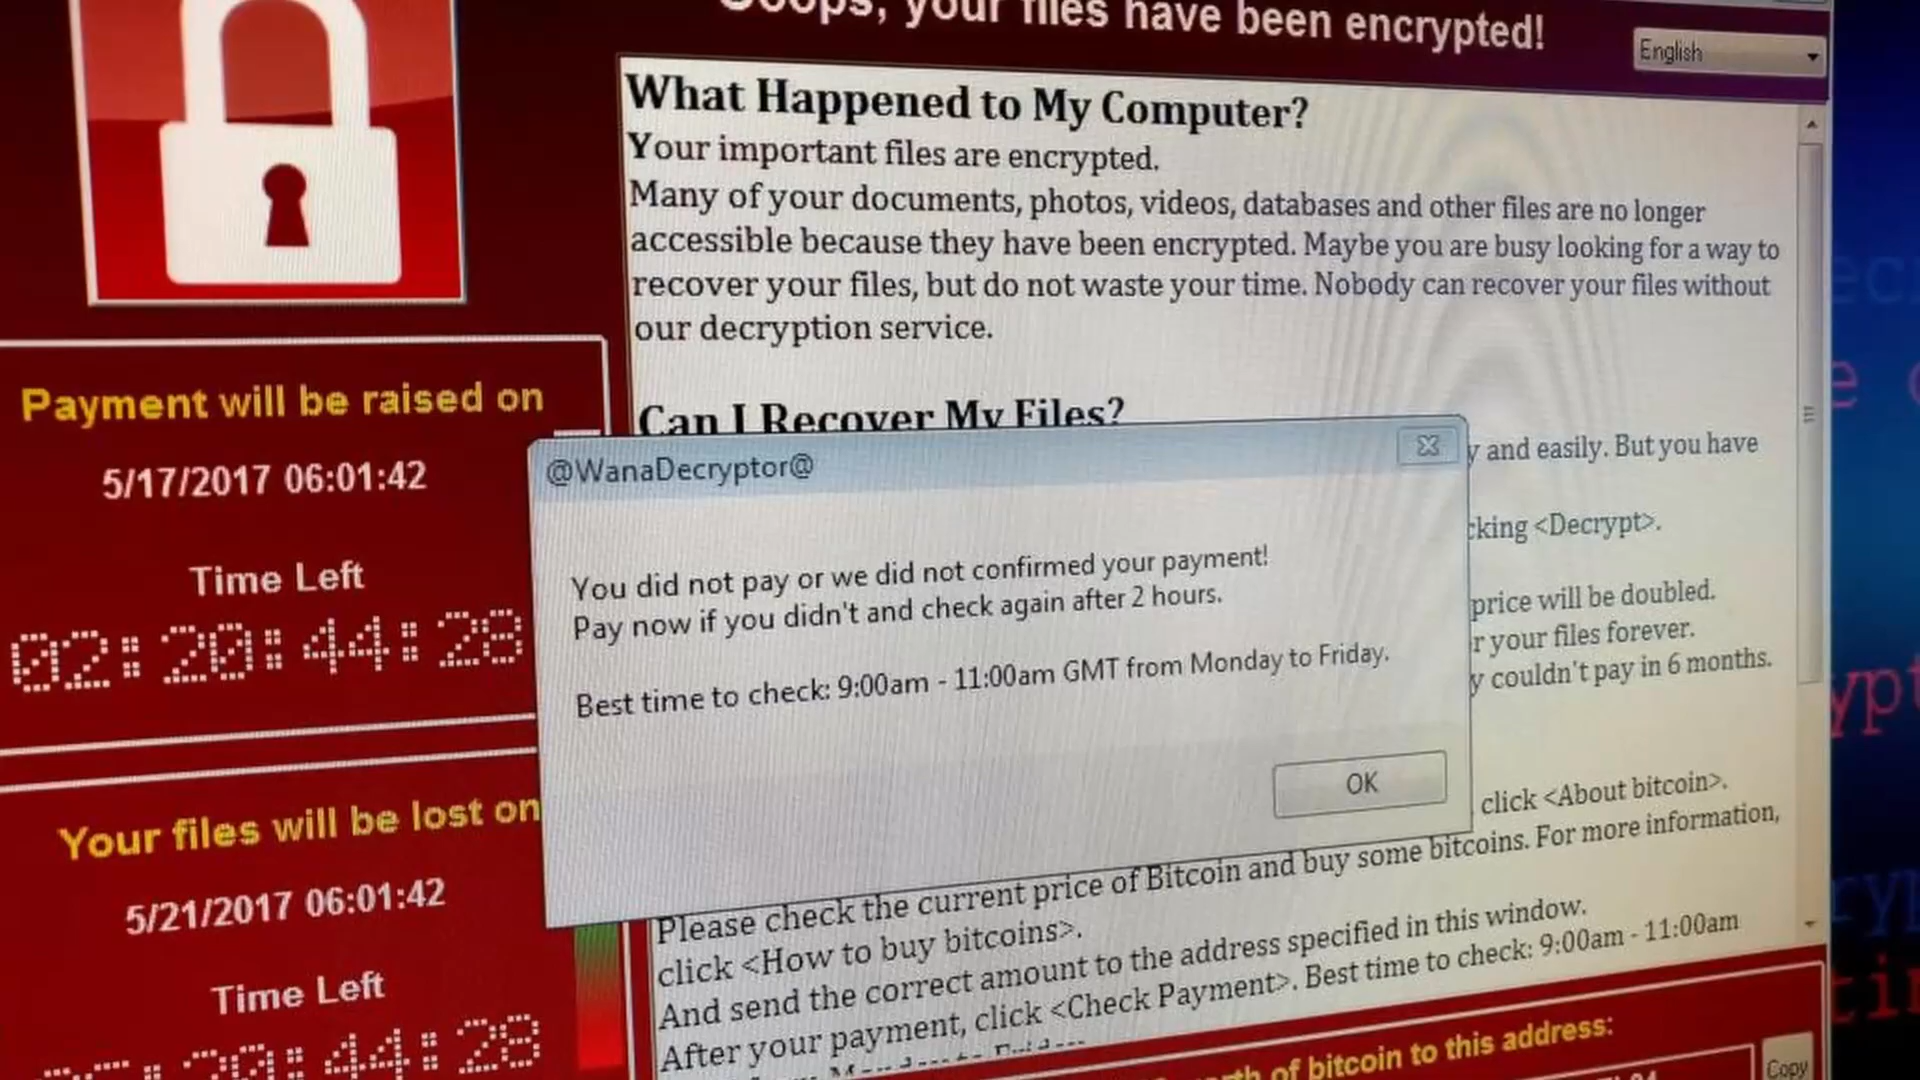 your files have been encrypted!
English
What Happened to My Computer?
Your important files are encrypted.
Many of your documents, photos, videos, databases and other files are no longer
accessible because they have been encrypted. Maybe you are busy looking for a way to
recover your files, but do not waste your time. Nobody can recover your files without
our decryption service.
Can I Recover My Files?
and easily. But you have
<Decrypt>.
price will be doubled.
your files forever.
couldn't pay in 6 months.
click <About bitcoin>.
Please check the current price of Bitcoin and buy some bitcoins. For more information,
click <How to buy bitcoins>.
And send the correct amount to the address specified in this window.
After your payment, click <Check Payment>. Best time to check: 9:00am - 11:00am
@WanaDecryptor@
You did not pay or we did not confirmed your payment!
Pay now if you didn't and check again after 2 hours.
Best time to check: 9:00am - 11:00am GMT from Monday to Friday.
OK
Payment will be raised on
5/17/2017 06:01:42
Time Left
02:20:44:28
Your files will be lost on
5/21/2017 06:01:42
Time Left
:20:44:28
of bitcoin to this address:
Copy